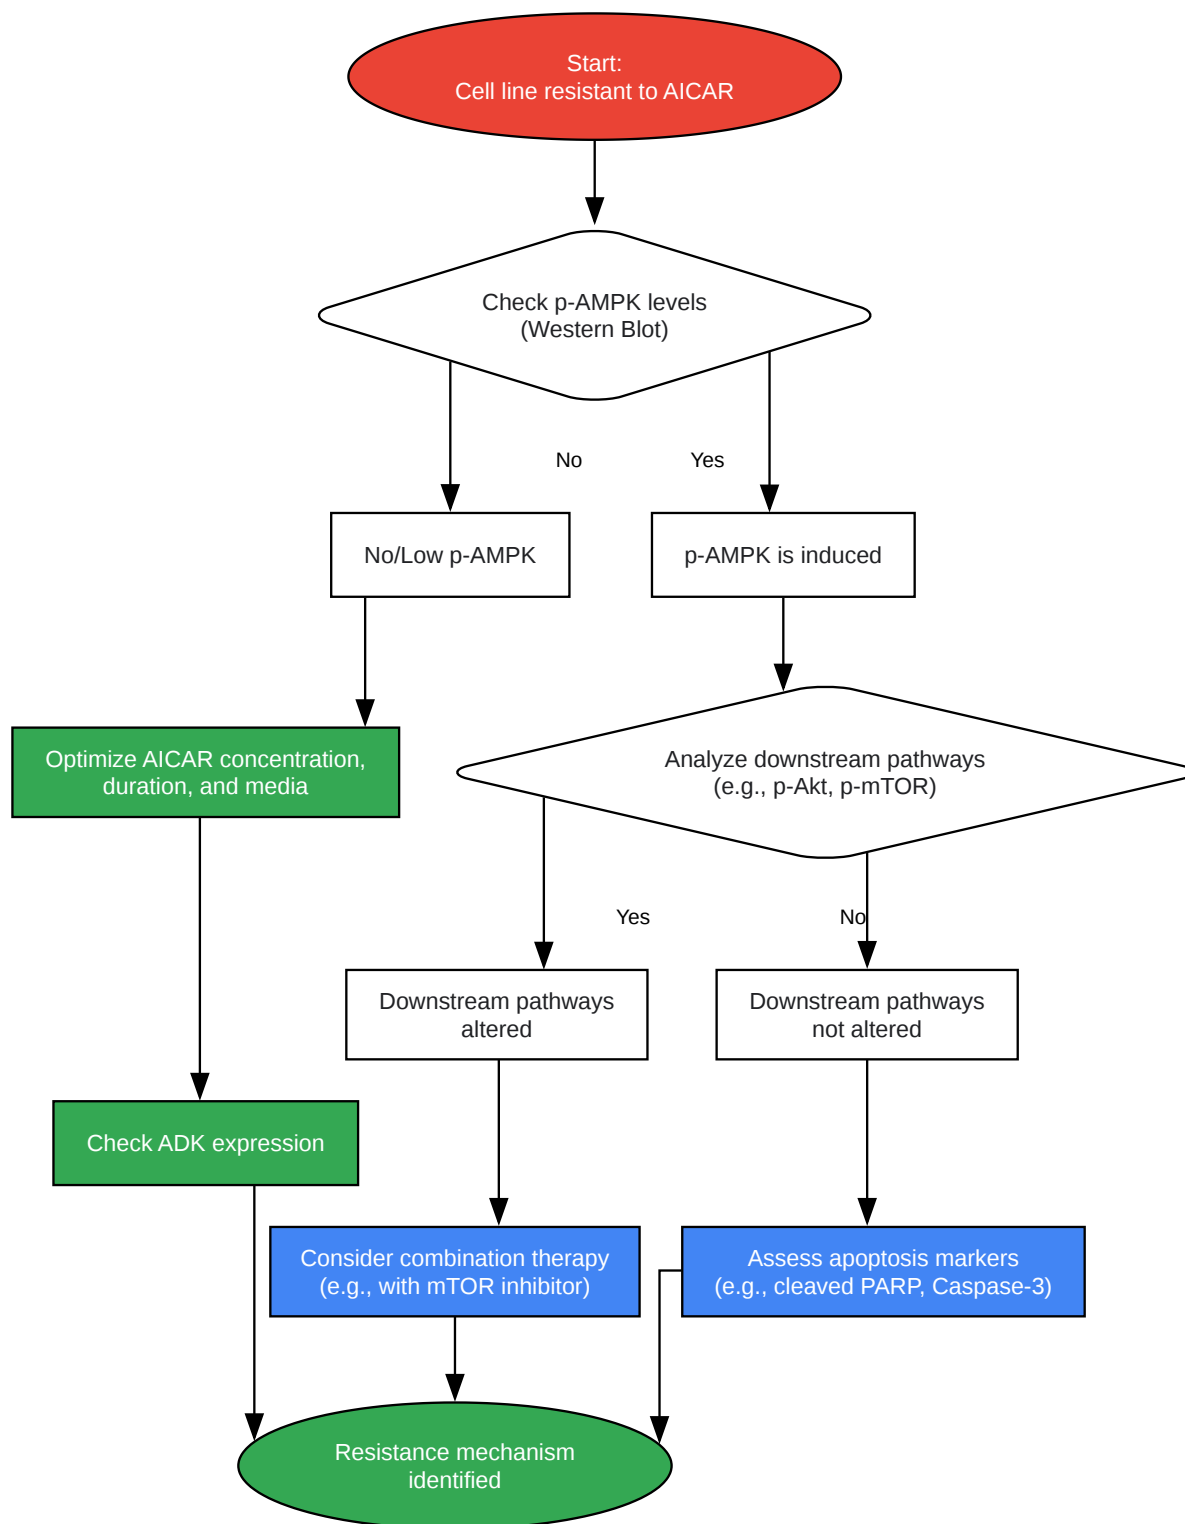 Start:
Cell line resistant to AICAR
Check p-AMPK levels
(Western Blot)
No
Yes
No/Low p-AMPK
p-AMPK is induced
Optimize AICAR concentration,
duration, and media
Analyze downstream pathways
(e.g., p-Akt, p-mTOR)
Yes
No
Downstream pathways
altered
Downstream pathways
not altered
Check ADK expression
Consider combination therapy
(e.g., with mTOR inhibitor)
Assess apoptosis markers
(e.g., cleaved PARP, Caspase-3)
Resistance mechanism
identified